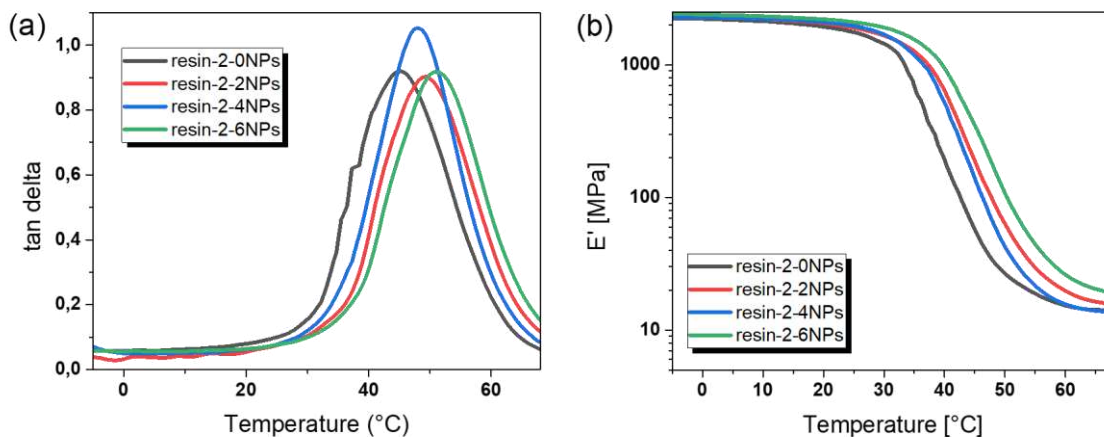 (a)
1,0
0,8
0,6
0,4
0,2
0,0
tan delta
resin-2-0NPs
resin-2-2NPs
resin-2-4NPs
resin-2-6NPs
0
20
40
60
Temperature (°C)
(b)
1000
100
10
E' [MPa]
resin-2-0NPs
resin-2-2NPs
resin-2-4NPs
resin-2-6NPs
0
10
20
30
40
50
60
Temperature [°C]